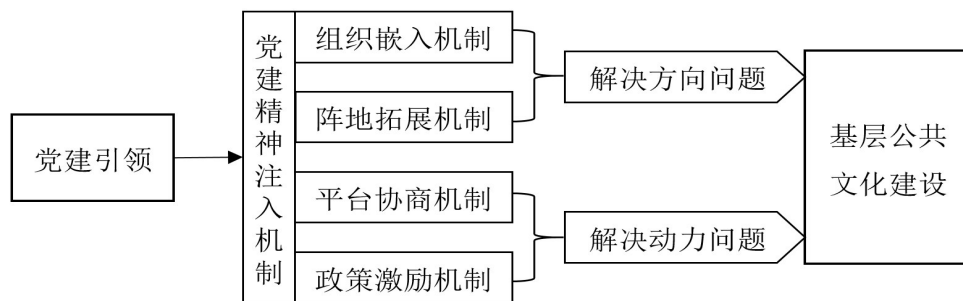 党建引领
党建精神注入机制
组织嵌入机制
阵地拓展机制
平台协商机制
政策激励机制
解决方向问题
解决动力问题
基层公共
文化建设